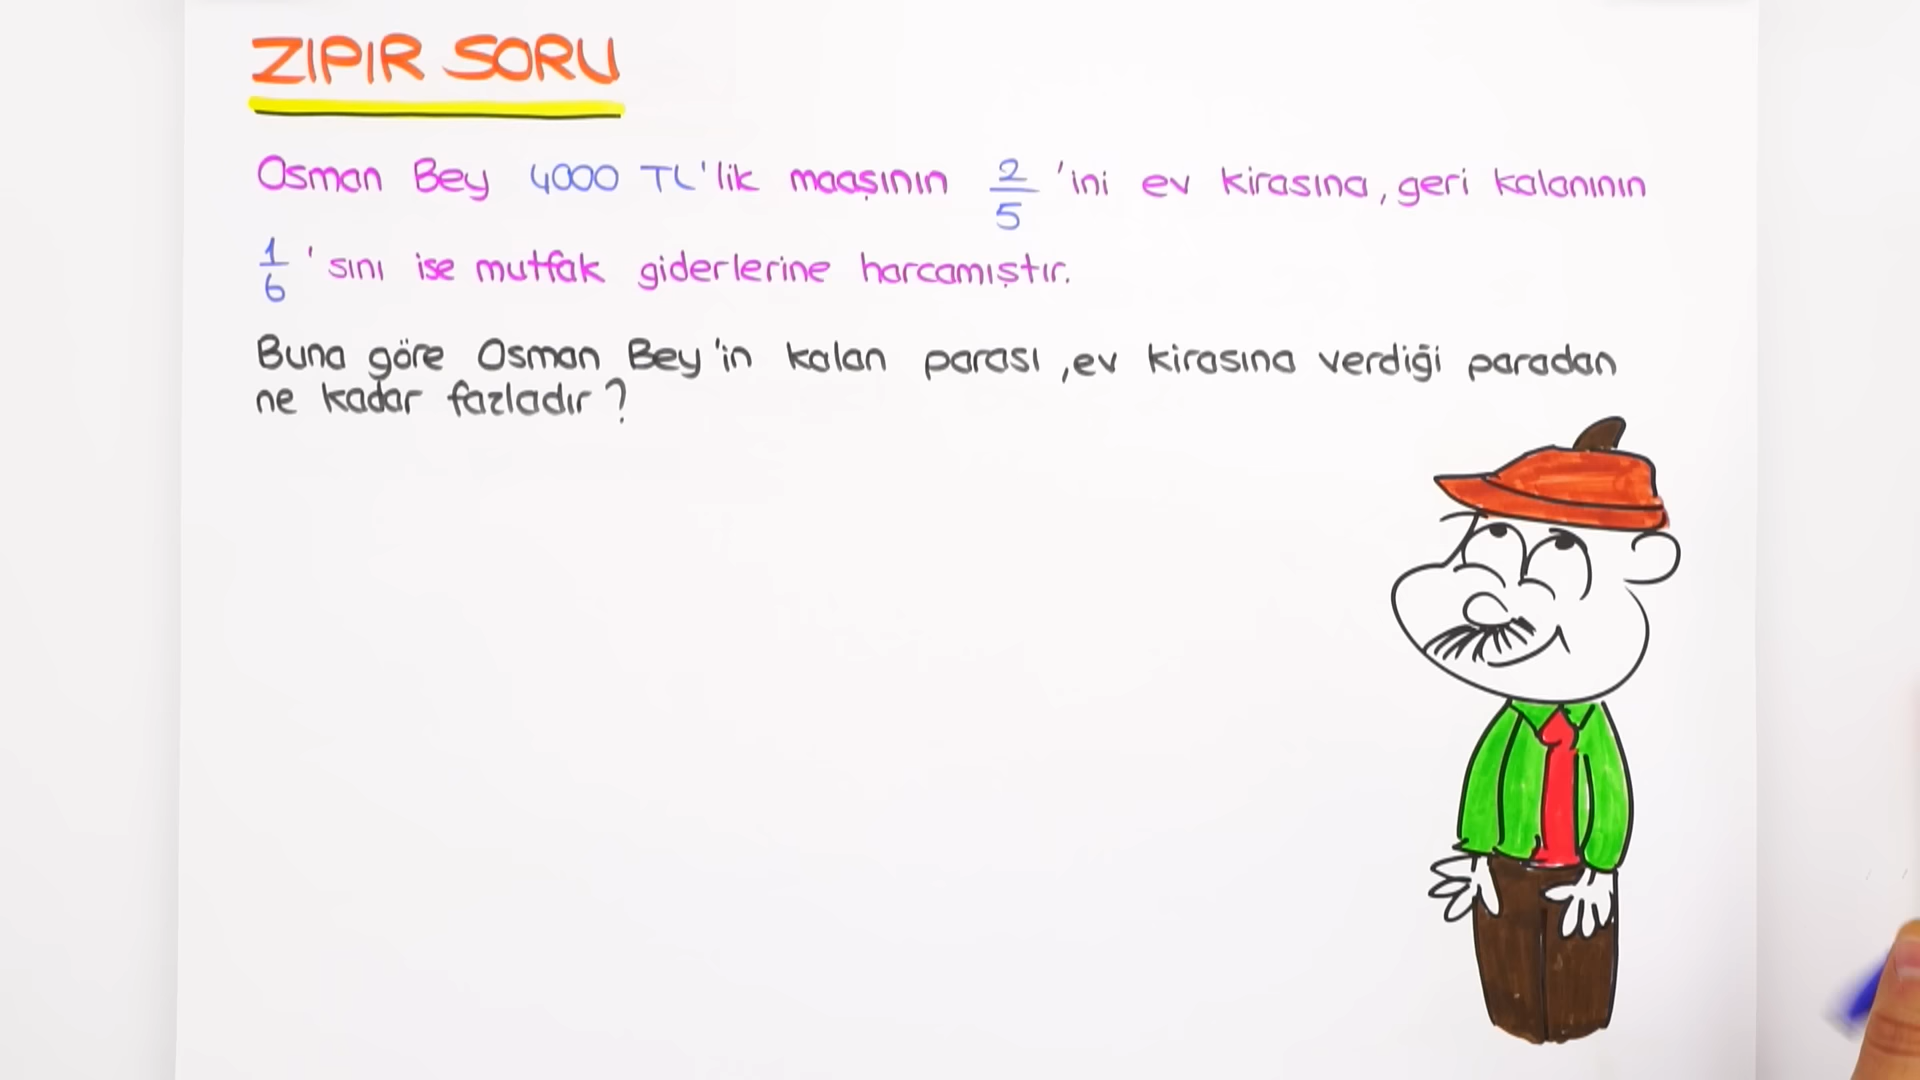 ZIPIR SORU
Osman Bey 4000 TL'lik maaşının 2/5 'ini ev kirasına, geri kalanının
1/6 'sını ise mutfak giderlerine harcamıştır.
Buna göre Osman Bey'in kalan parası, ev kirasına verdiği paradan
ne kadar fazladır?